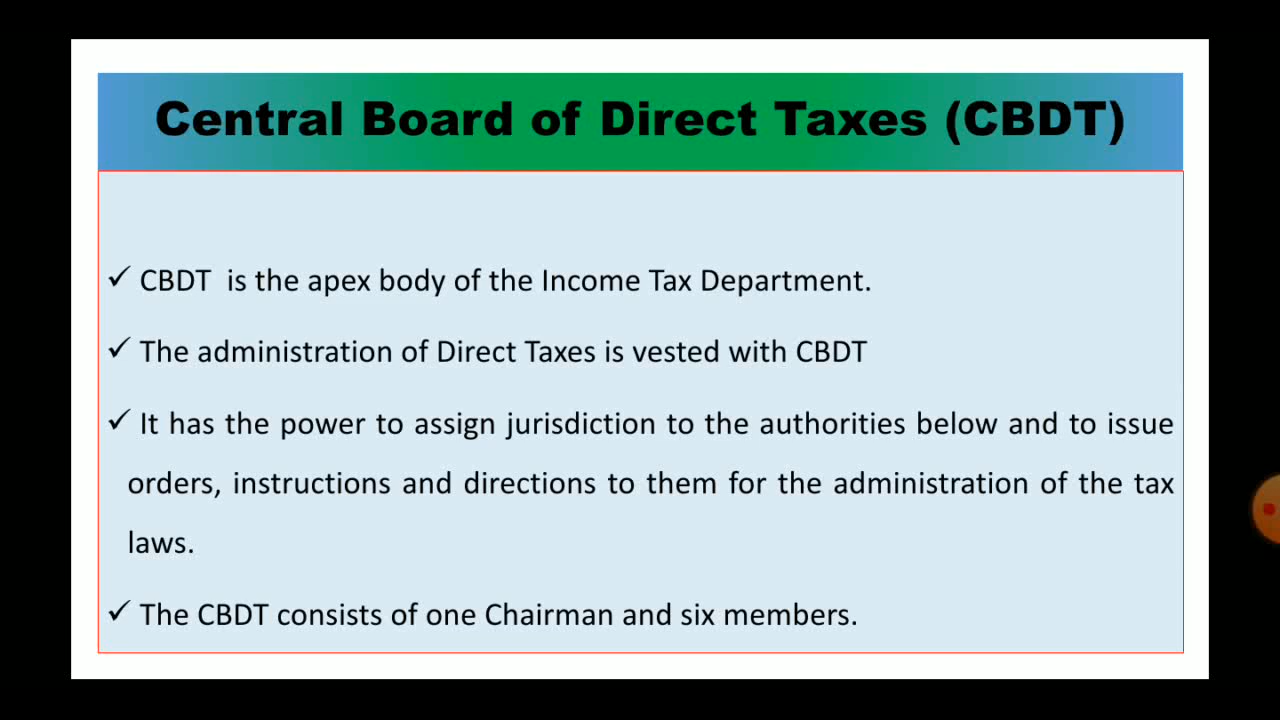 Central Board of Direct Taxes (CBDT)
✓ CBDT is the apex body of the Income Tax Department.
✓ The administration of Direct Taxes is vested with CBDT
✓ It has the power to assign jurisdiction to the authorities below and to issue
orders, instructions and directions to them for the administration of the tax
laws.
✓ The CBDT consists of one Chairman and six members.